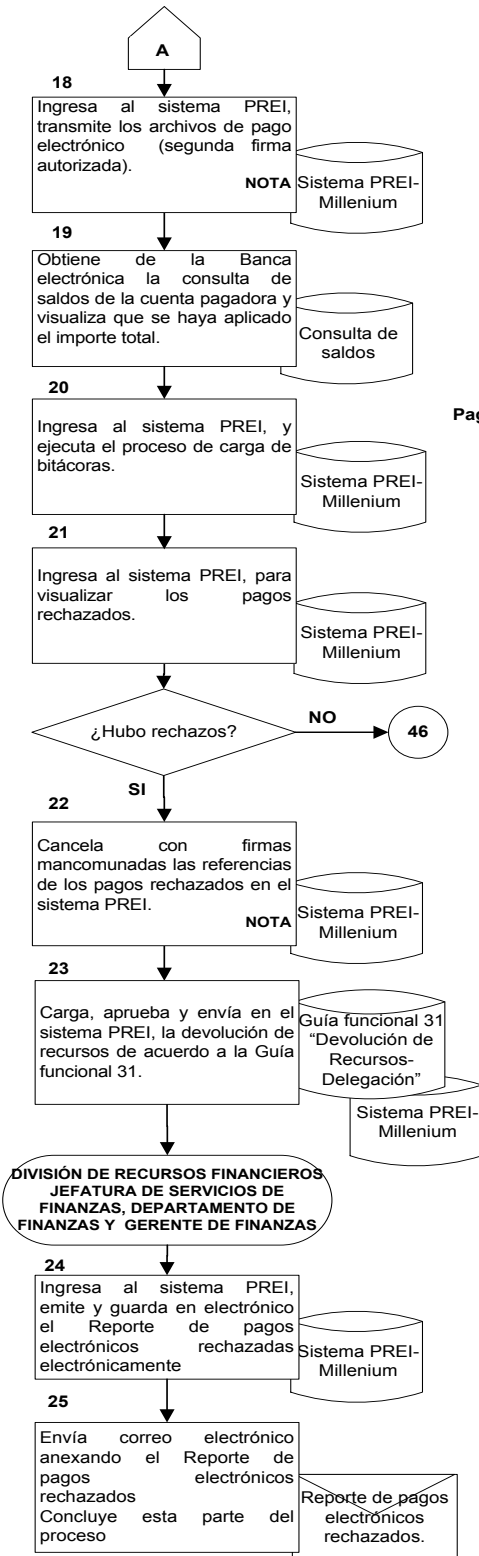 A
18
Ingresa al sistema PREI,
transmite los archivos de pago
electrónico (segunda firma
autorizada).
NOTA
Sistema PREI-
Millenium
19
Obtiene de la Banca
electrónica la consulta de
saldos de la cuenta pagadora y
visualiza que se haya aplicado
el importe total.
Consulta de
saldos
20
Ingresa al sistema PREI, y
ejecuta el proceso de carga de
bitácoras.
Sistema PREI-
Millenium
Pag
21
Ingresa al sistema PREI, para
visualizar los pagos
rechazados.
Sistema PREI-
Millenium
¿Hubo rechazos?
NO
46
SI
22
Cancela con firmas
mancomunadas las referencias
de los pagos rechazados en el
sistema PREI.
NOTA
Sistema PREI-
Millenium
23
Carga, aprueba y envía en el
sistema PREI, la devolución de
recursos de acuerdo a la Guía
funcional 31.
Guía funcional 31
“Devolución de
Recursos-
Delegación”
Sistema PREI-
Millenium
DIVISIÓN DE RECURSOS FINANCIEROS
JEFATURA DE SERVICIOS DE
FINANZAS, DEPARTAMENTO DE
FINANZAS Y GERENTE DE FINANZAS
24
Ingresa al sistema PREI,
emite y guarda en electrónico
el Reporte de pagos
electrónicos rechazadas
electrónicamente
Sistema PREI-
Millenium
25
Envía correo electrónico
anexando el Reporte de
pagos electrónicos
rechazados
Concluye esta parte del
proceso
Reporte de pagos
electrónicos
rechazados.